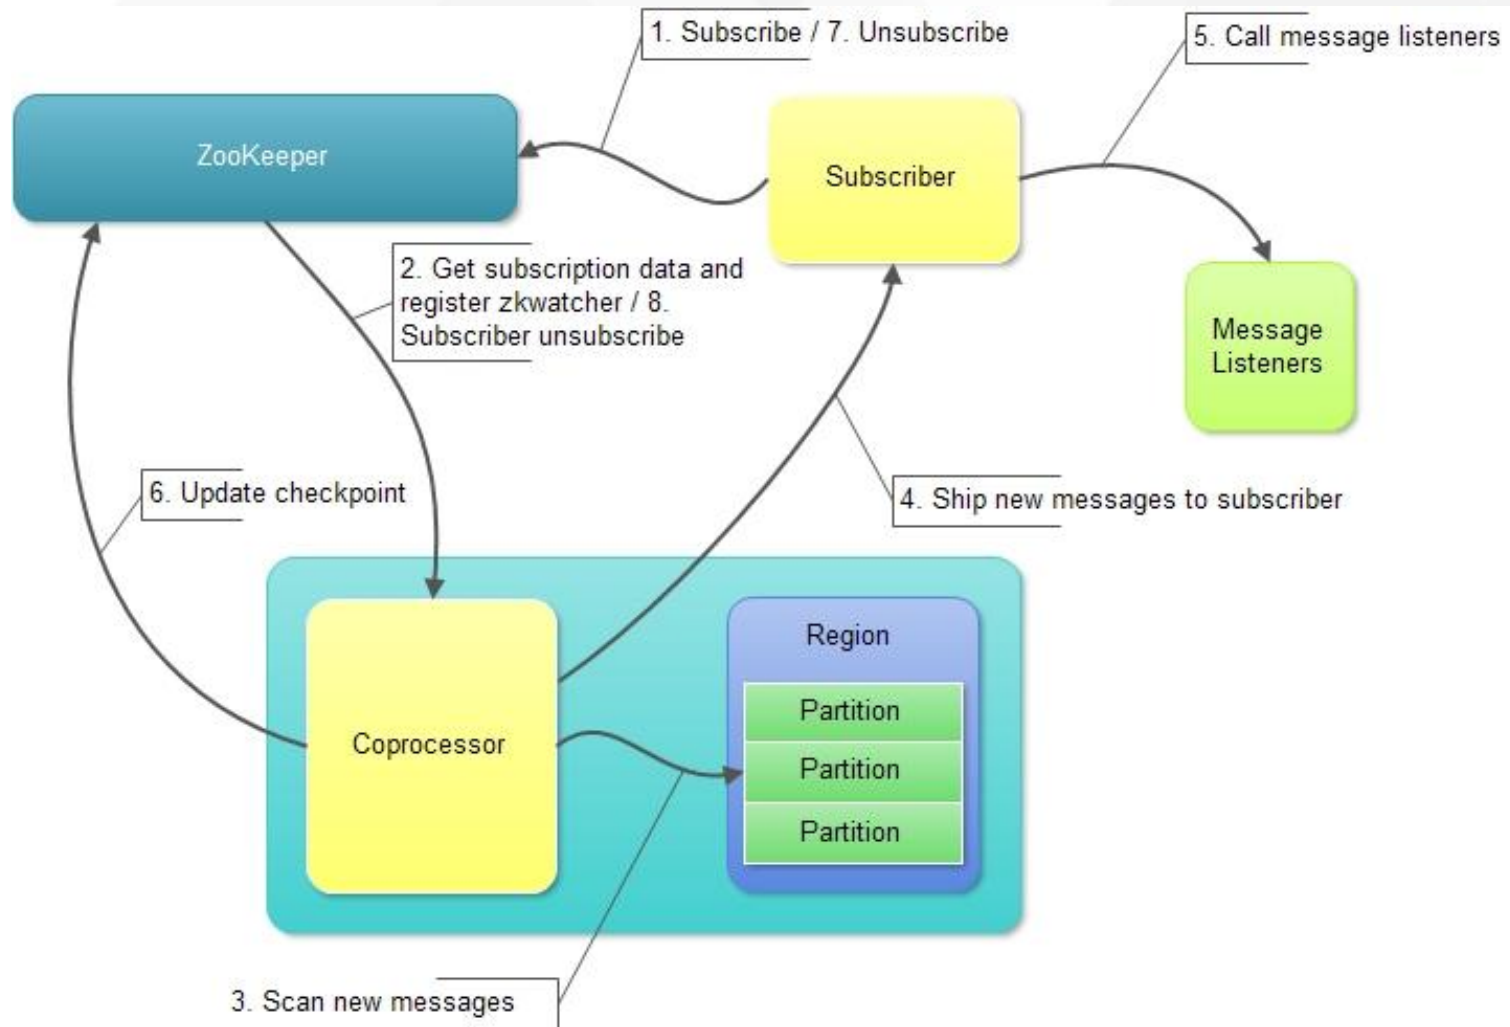 1. Subscribe / 7. Unsubscribe
5. Call message listeners
ZooKeeper
Subscriber
2. Get subscription data and
register zkwatcher / 8.
Subscriber unsubscribe
Message
Listeners
6. Update checkpoint
4. Ship new messages to subscriber
Region
Partition
Coprocessor
Partition
Partition
3. Scan new messages